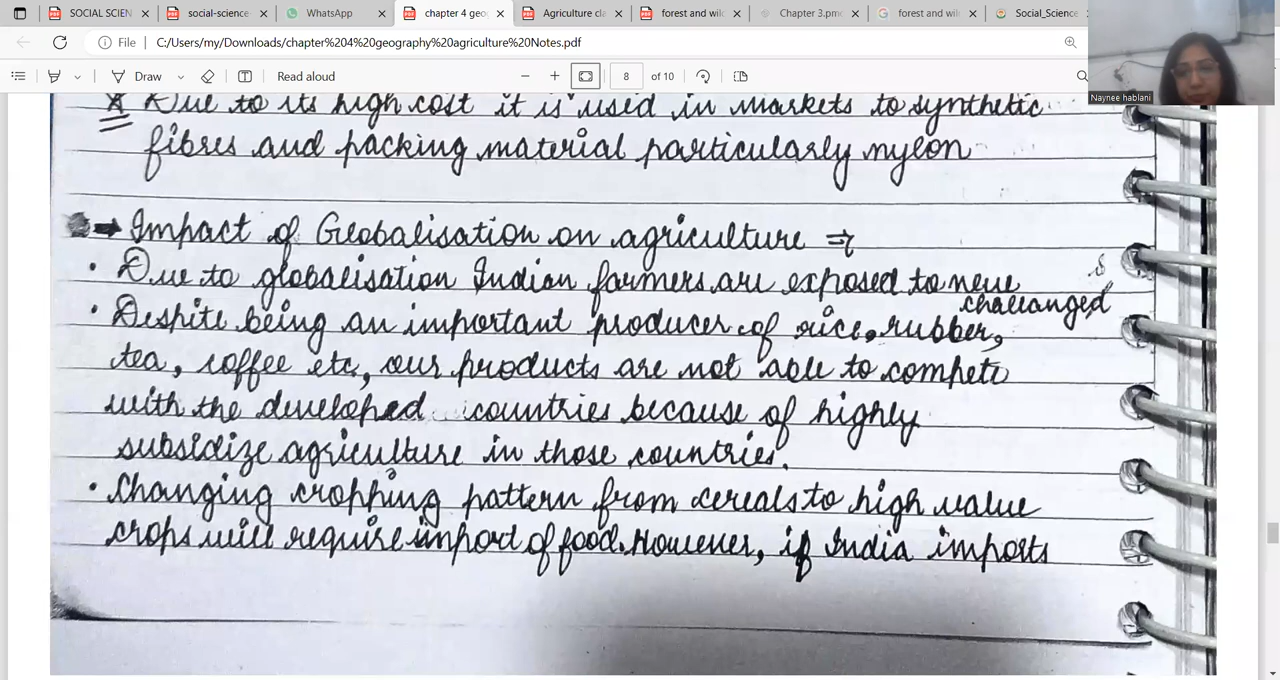 SOCIAL SCIEN
social-science
WhatsApp
chapter 4 geog
Agriculture cla
forest and wild
Chapter 3.pmd
forest and wild
Social_Science
File C:/Users/my/Downloads/chapter%204%20geography%20agriculture%20Notes.pdf
Draw Read aloud 8 of 10
Naynee hablani
Due to its high cost it is used in markets to synthetic
fibres and packing material particularly nylon
Impact of Globalisation on agriculture ⇒
• Due to globalisation Indian farmers are exposed to new
challanged s
• Despite being an important producer of rice, rubber,
tea, coffee etc, our products are not able to compete
with the developed countries because of highly
subsidize agriculture in those countries.
• Changing cropping pattern from cereals to high value
crops will require import of food. However, if India imports